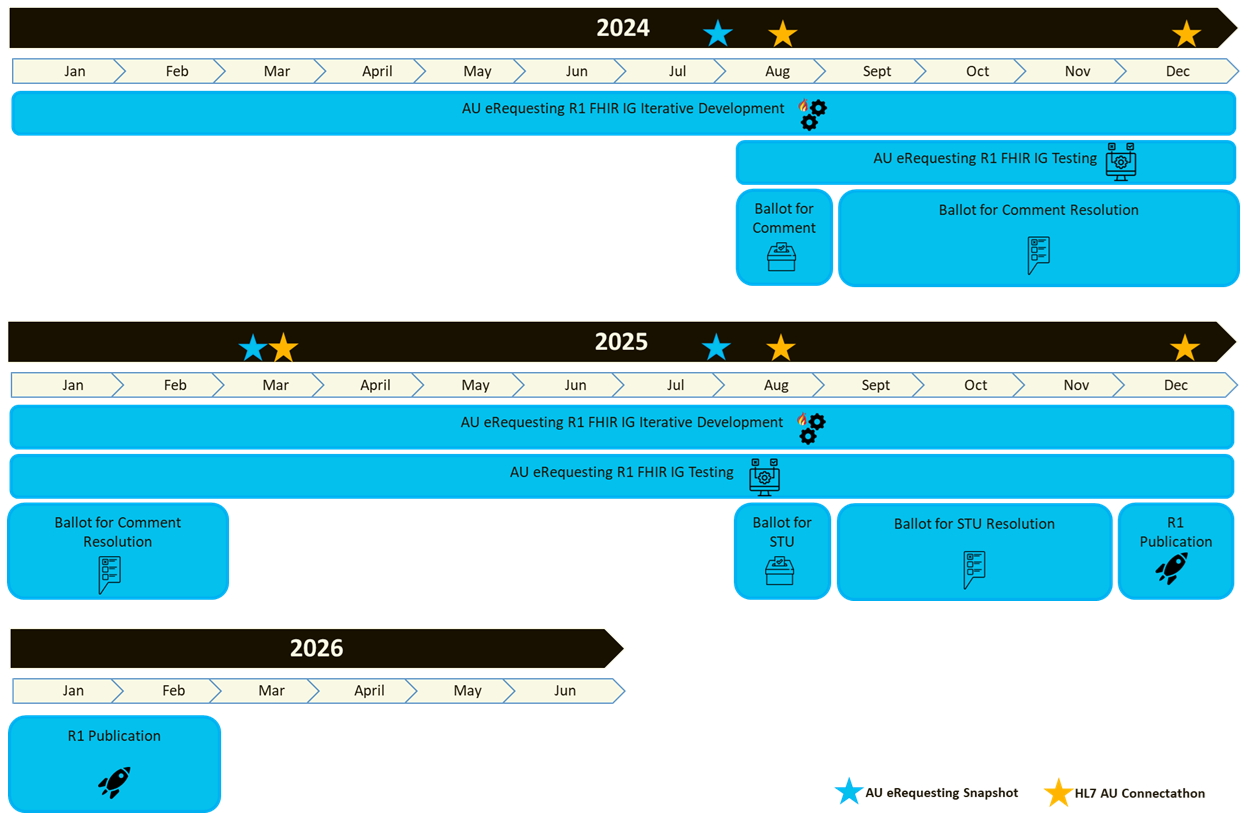 2024
Jan Feb Mar April May Jun Jul Aug Sept Oct Nov Dec
AU eRequesting R1 FHIR IG Iterative Development
AU eRequesting R1 FHIR IG Testing
Ballot for
Comment
Ballot for Comment Resolution
2025
Jan Feb Mar April May Jun Jul Aug Sept Oct Nov Dec
AU eRequesting R1 FHIR IG Iterative Development
AU eRequesting R1 FHIR IG Testing
Ballot for Comment
Resolution
Ballot for
STU
Ballot for STU Resolution
R1
Publication
2026
Jan Feb Mar April May Jun
R1 Publication
AU eRequesting Snapshot
HL7 AU Connectathon